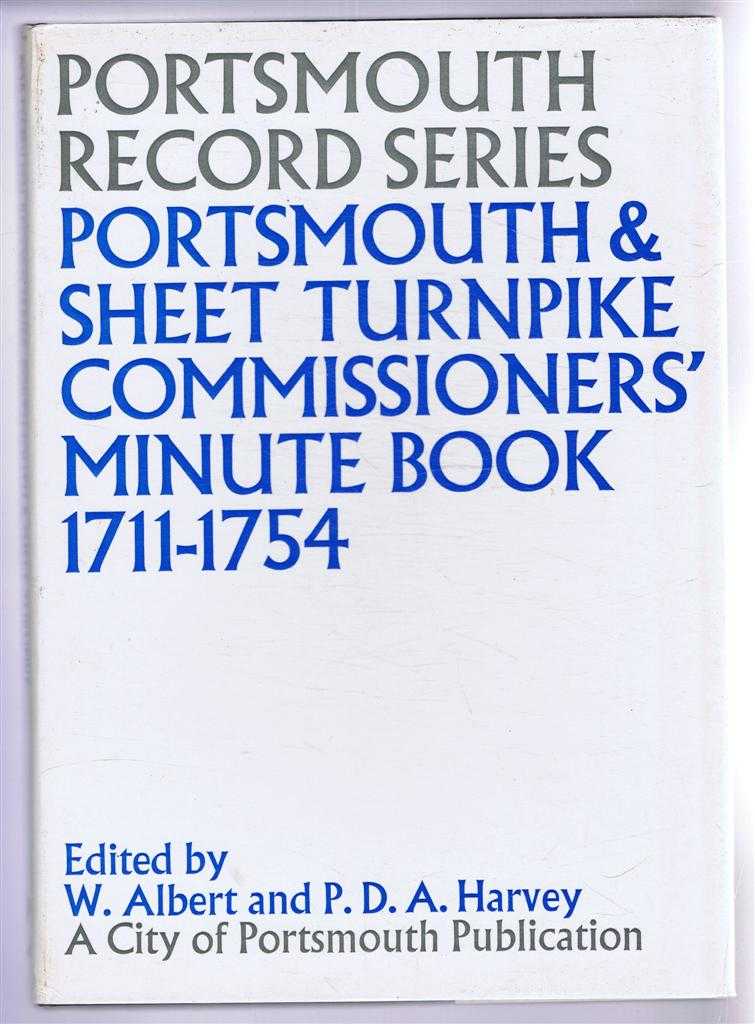 PORTSMOUTH
RECORD SERIES
PORTSMOUTH &
SHEET TURNPIKE
COMMISSIONERS'
MINUTE BOOK
1711-1754
Edited by
W. Albert and P. D. A. Harvey
A City of Portsmouth Publication